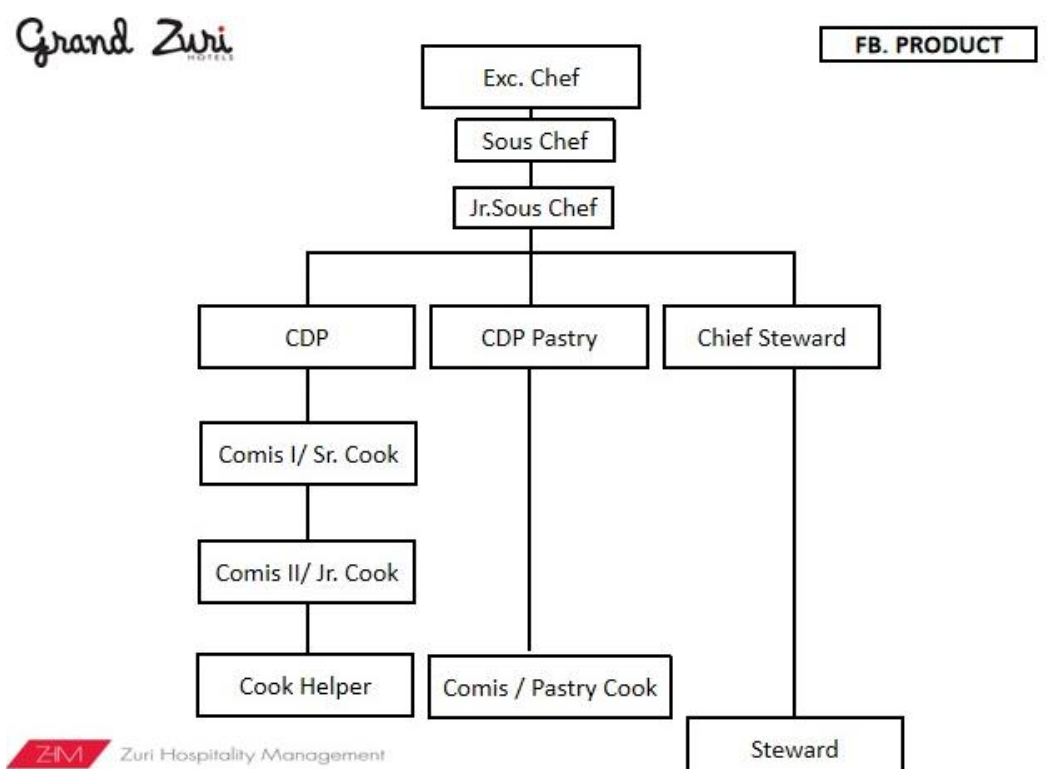 Grand Zuri
HOTELS
FB. PRODUCT
Exc. Chef
Sous Chef
Jr.Sous Chef
CDP
CDP Pastry
Chief Steward
Comis I/ Sr. Cook
Comis II/ Jr. Cook
Cook Helper
Comis / Pastry Cook
Steward
ZHM
Zuri Hospitality Management